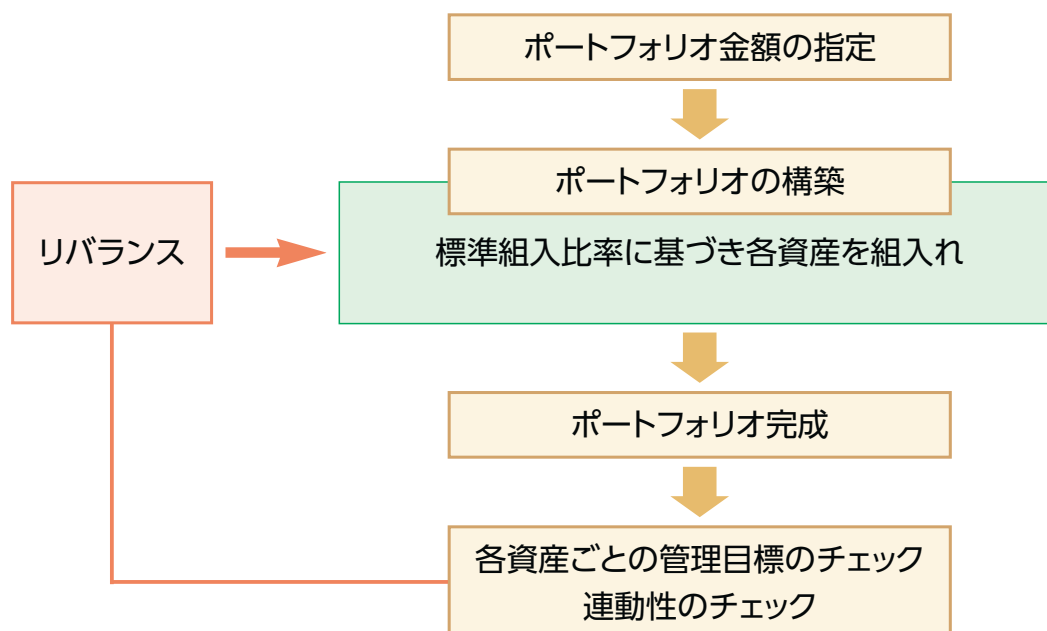 ポートフォリオ金額の指定
ポートフォリオの構築
リバランス
標準組入比率に基づき各資産を組入れ
ポートフォリオ完成
各資産ごとの管理目標のチェック
連動性のチェック